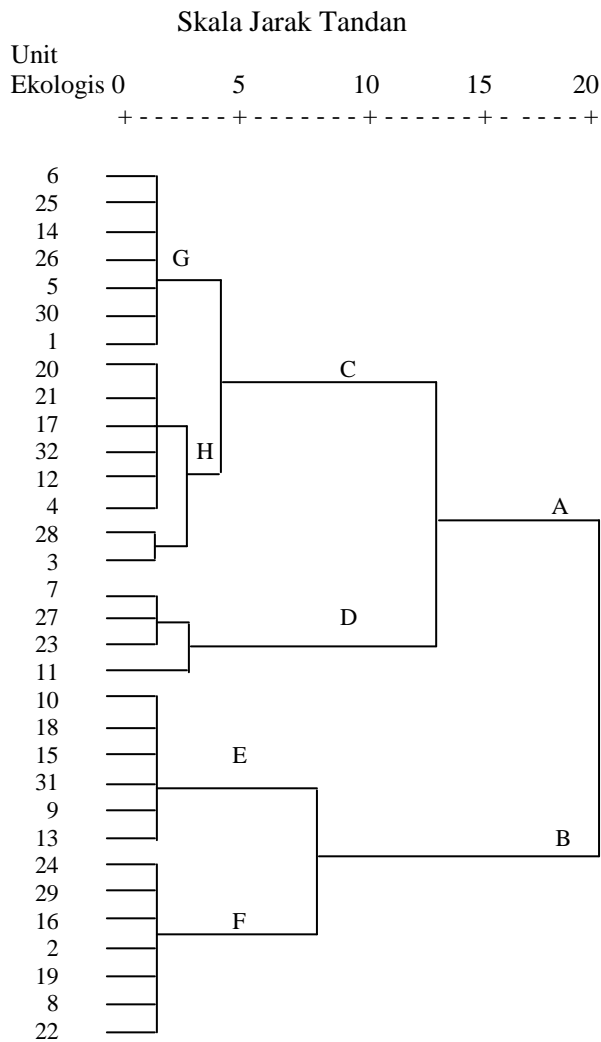 Skala Jarak Tandan
Unit
Ekologis 0 5 10 15 20
+ - - - - - - + - - - - - - - + - - - - - - + - - - - - +
6
25
14
26 G
5
30
1
20 C
21
17
32 H
12
4 A
28
3
7
27 D
23
11
10
18
15 E
31
9
13 B
24
29
16 F
2
19
8
22